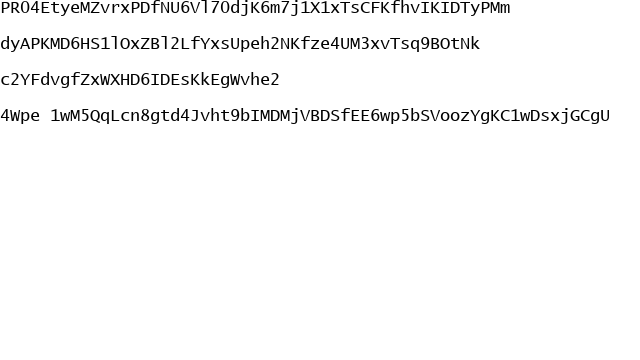 PRO4EtyeMZvrxPDfNU6Vl7OdjK6m7j1X1xTsCFKfhvIKIDTyPMm
dyAPKMD6HS1lOxZBl2LfYxsUpeh2NKfze4UM3xvTsq9BOtNk
c2YFdvgfZxWXHD6IDEsKkEgWvhe2
4Wpe 1wM5QqLcn8gtd4Jvht9bIMDMjVBDSfEE6wp5bSVoozYgKC1wDsxjGCgU